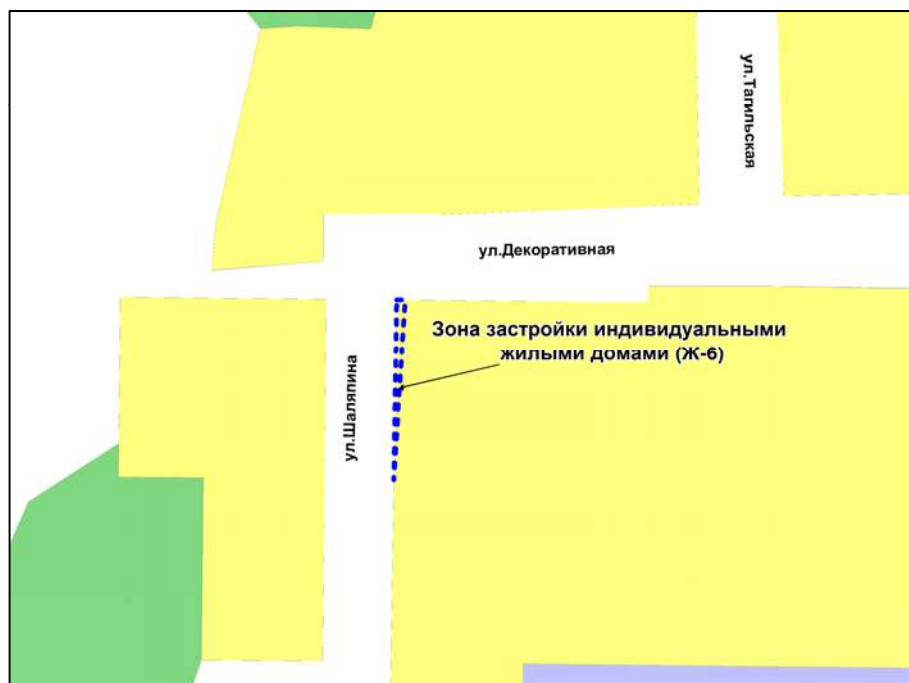 ул.Тагильская
ул.Декоративная
Зона застройки индивидуальными
жилыми домами (Ж-6)
ул.Шаляпина